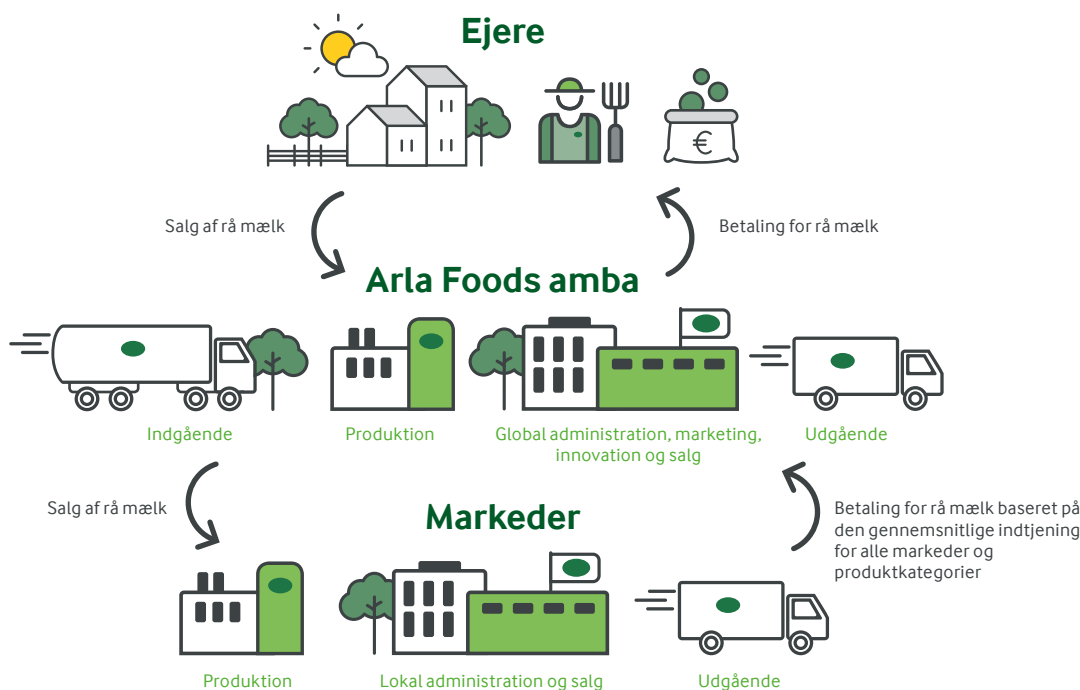 Ejere
€
Salg af rå mælk
Betaling for rå mælk
Arla Foods amba
Indgående
Produktion
Global administration, marketing,
innovation og salg
Udgående
Salg af rå mælk
Markeder
Betaling for rå mælk baseret på
den gennemsnitlige indtjening
for alle markeder og
produktkategorier
Produktion
Lokal administration og salg
Udgående